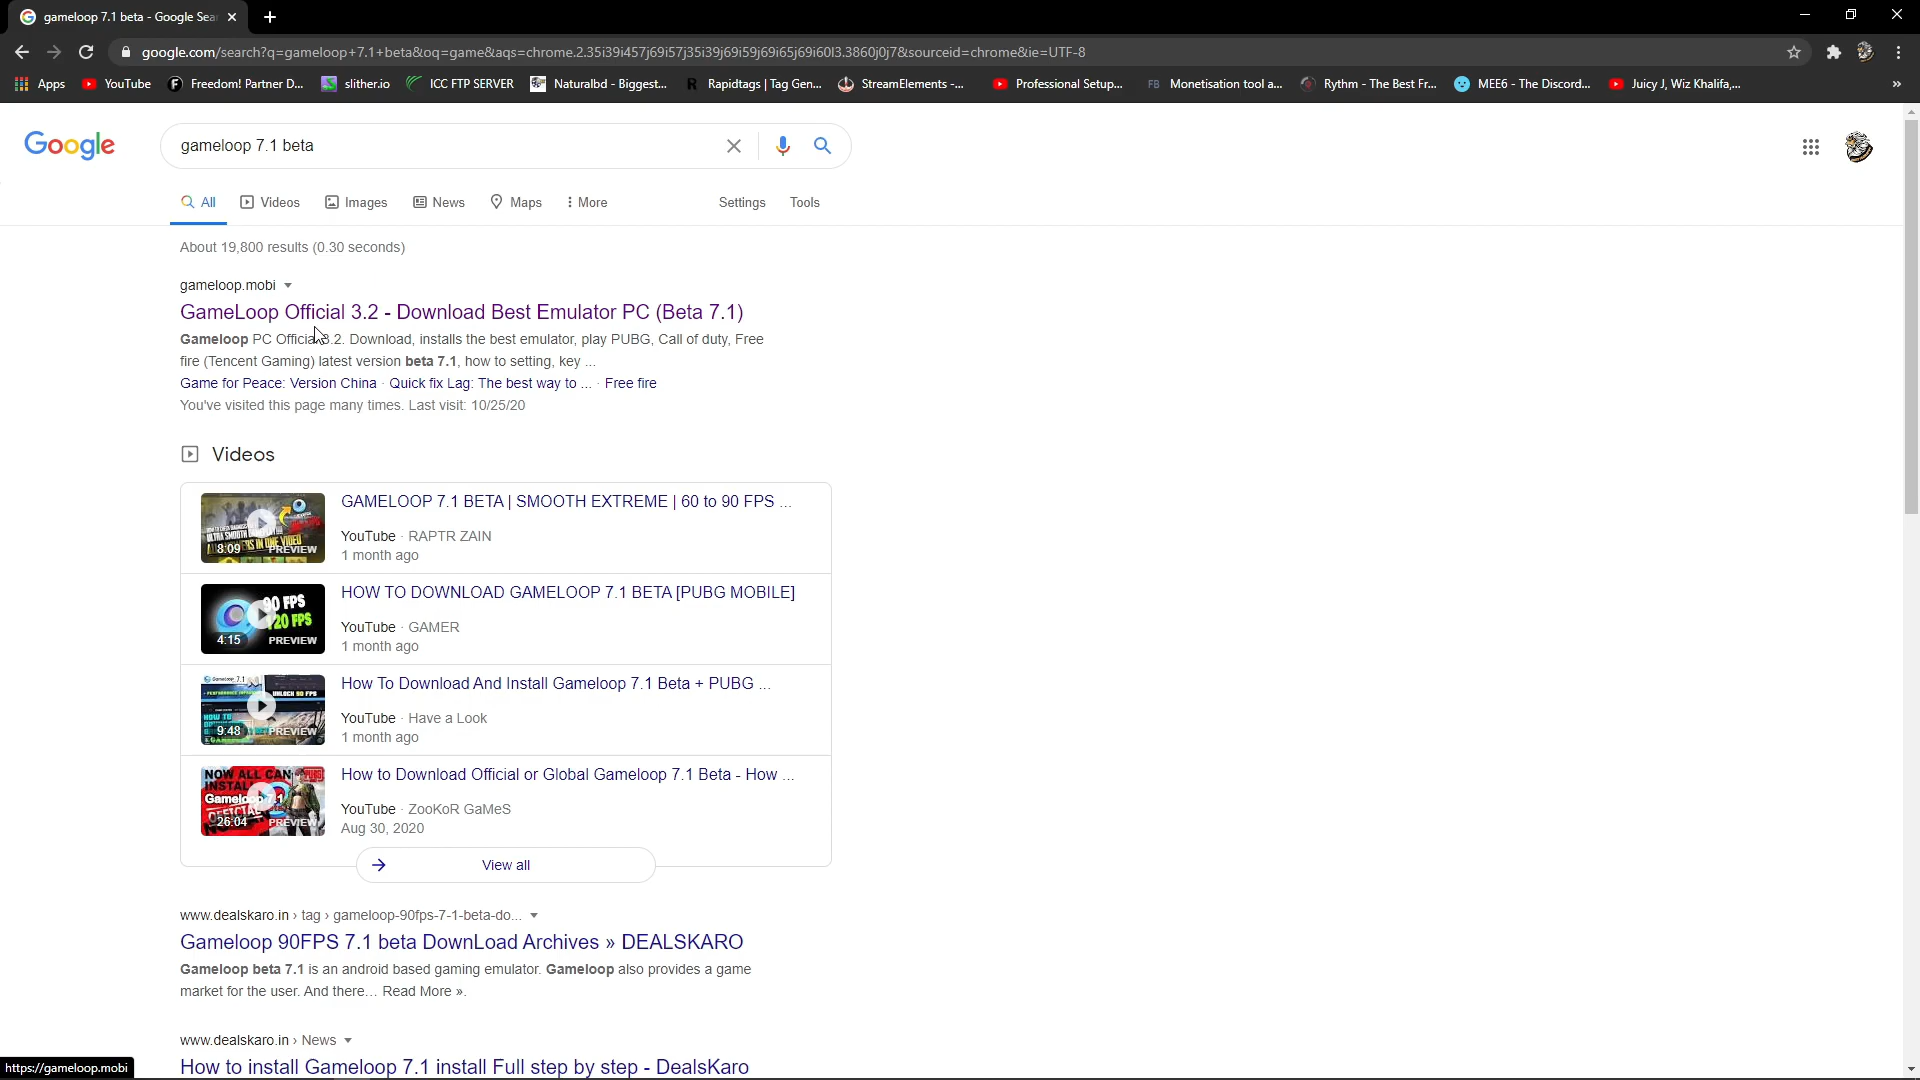 gameloop 7.1 beta - Google Sea
google.com/search?q=gameloop+7.1+beta&oq=game&aqs=chrome.2.35i39i457j69i57j35i39j69i59j69i65j69i60l3.3860j0j7&sourceid=chrome&ie=UTF-8
Apps YouTube Freedom! Partner D... slither.io ICC FTP SERVER Naturalbd - Biggest... Rapidtags | Tag Gen... StreamElements -... Professional Setup... FB Monetisation tool a... Rythm - The Best Fr... MEE6 - The Discord... Juicy J, Wiz Khalifa,... »
Google gameloop 7.1 beta
All Videos Images News Maps More Settings Tools
About 19,800 results (0.30 seconds)
gameloop.mobi
GameLoop Official 3.2 - Download Best Emulator PC (Beta 7.1)
Gameloop PC Official 3.2. Download, installs the best emulator, play PUBG, Call of duty, Free
fire (Tencent Gaming) latest version beta 7.1, how to setting, key ...
Game for Peace: Version China · Quick fix Lag: The best way to ... · Free fire
You've visited this page many times. Last visit: 10/25/20
Videos
GAMELOOP 7.1 BETA | SMOOTH EXTREME | 60 to 90 FPS ...
YouTube · RAPTR ZAIN
1 month ago
8:09 PREVIEW
HOW TO DOWNLOAD GAMELOOP 7.1 BETA [PUBG MOBILE]
YouTube · GAMER
1 month ago
90 FPS
120 FPS
4:15 PREVIEW
How To Download And Install Gameloop 7.1 Beta + PUBG ...
YouTube · Have a Look
1 month ago
9:48 PREVIEW
How to Download Official or Global Gameloop 7.1 Beta - How ...
YouTube · ZooKoR GaMeS
Aug 30, 2020
NOW ALL CAN
INSTALL
Gameloop 7.1
OFFICIAL
26:04 PREVIEW
View all
www.dealskaro.in › tag › gameloop-90fps-7-1-beta-do...
Gameloop 90FPS 7.1 beta DownLoad Archives » DEALSKARO
Gameloop beta 7.1 is an android based gaming emulator. Gameloop also provides a game
market for the user. And there... Read More ».
www.dealskaro.in › News
How to install Gameloop 7.1 install Full step by step - DealsKaro
https://gameloop.mobi